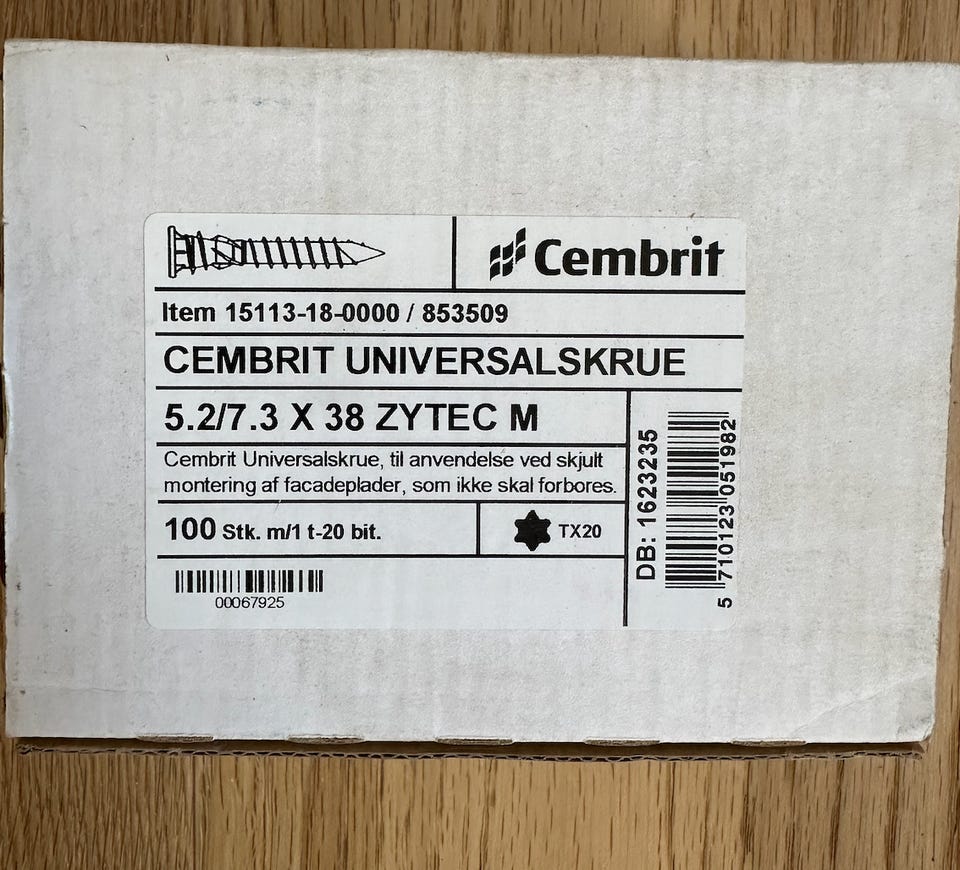 Cembrit
Item 15113-18-0000 / 853509
CEMBRIT UNIVERSALSKRUE
5.2/7.3 X 38 ZYTEC M
Cembrit Universalskrue, til anvendelse ved skjult
montering af facadeplader, som ikke skal forbores.
100 Stk. m/1 t-20 bit.
TX20
00067925
DB: 1623235
5 710123 051982